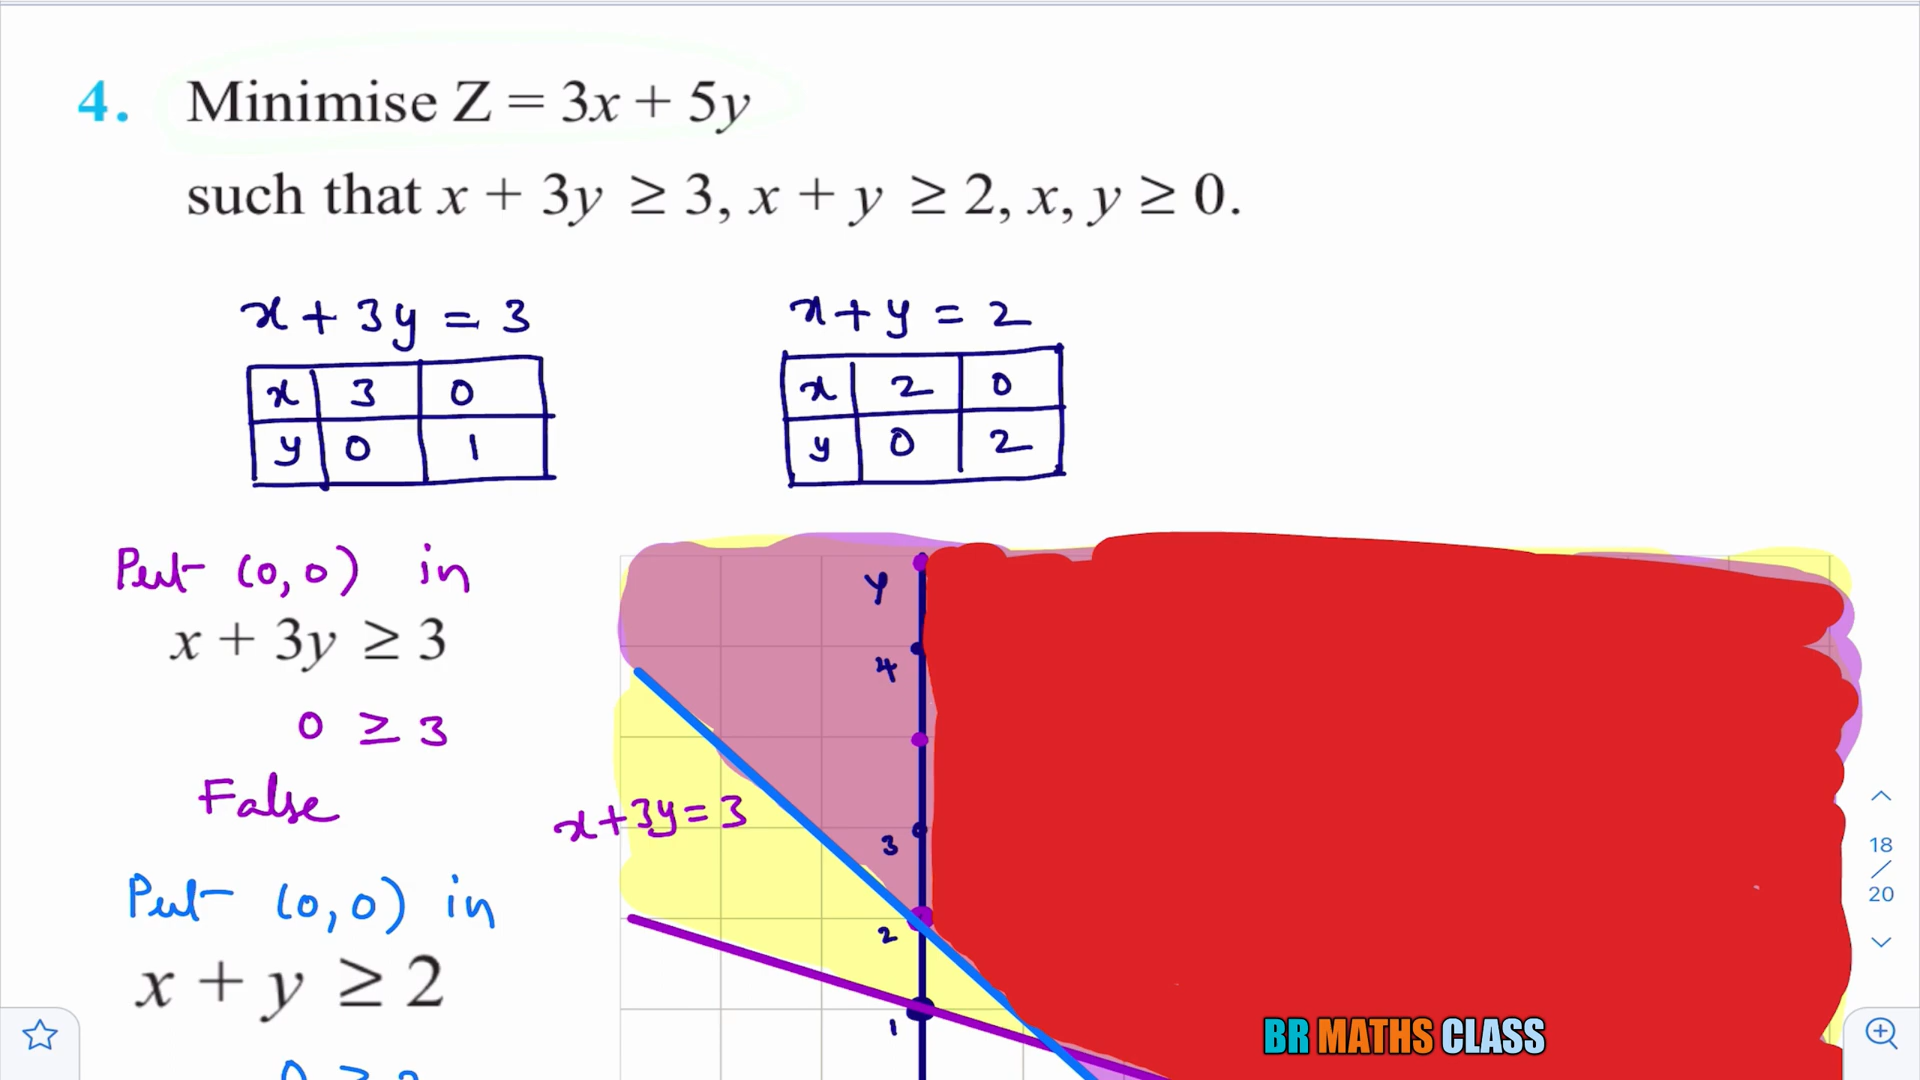 4. Minimise Z = 3x + 5y
such that x + 3y ≥ 3, x + y ≥ 2, x, y ≥ 0.
x + 3y = 3
x 3 0
y 0 1
x + y = 2
x 2 0
y 0 2
Put (0,0) in
x + 3y ≥ 3
0 ≥ 3
False
Put (0,0) in
x + y ≥ 2
y
4
3
2
1
x+3y=3
18
/
20
BR MATHS CLASS